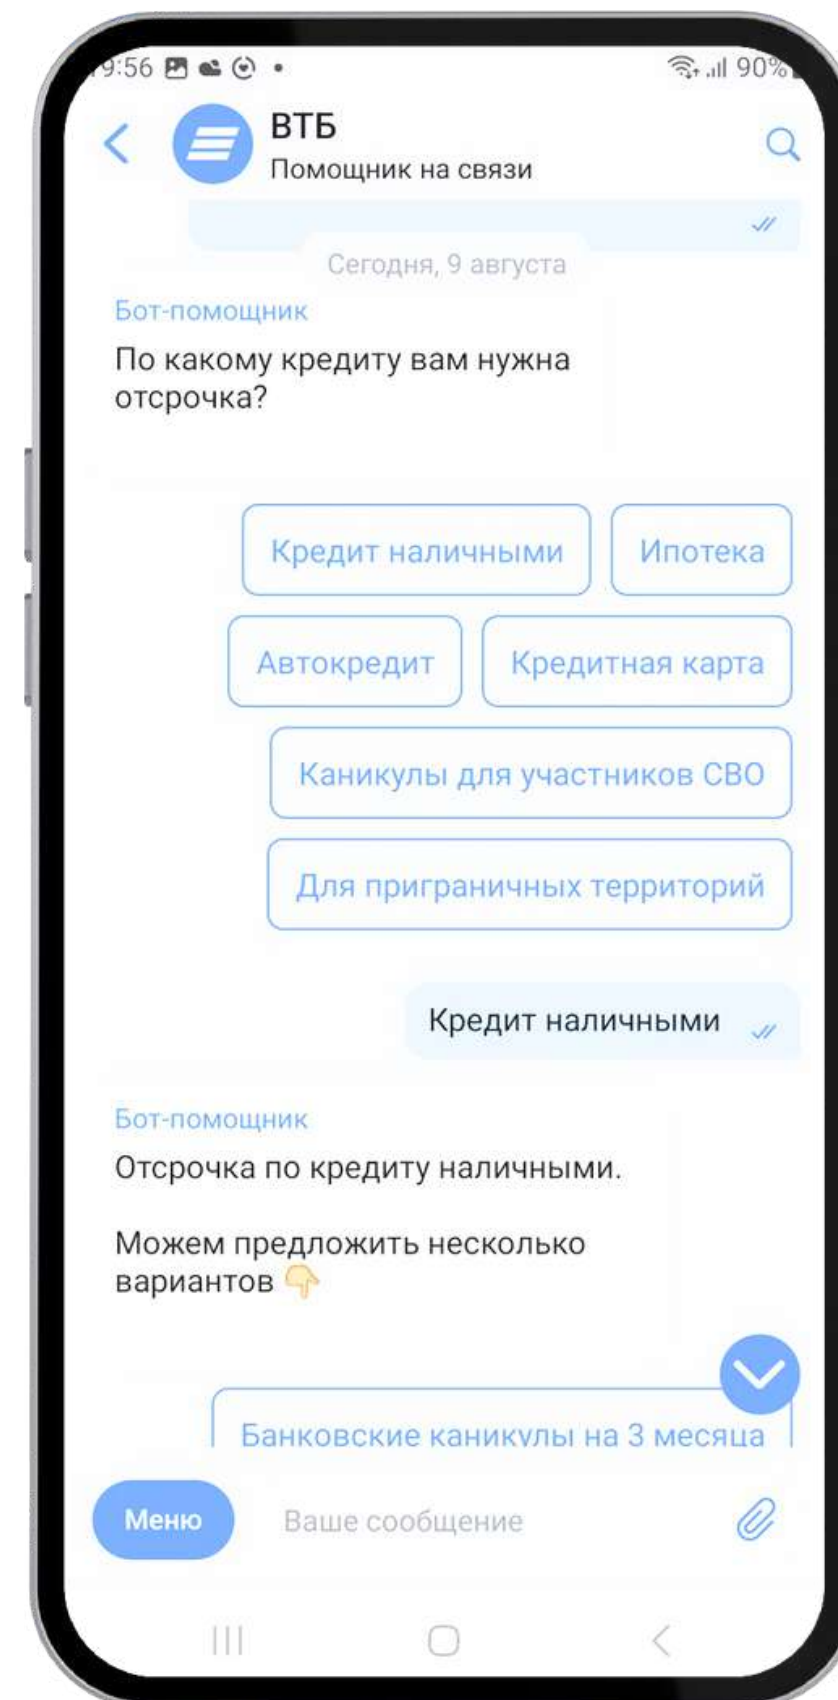 9:56
90%
ВТБ
Помощник на связи
Сегодня, 9 августа
Бот-помощник
По какому кредиту вам нужна
отсрочка?
Кредит наличными Ипотека
Автокредит Кредитная карта
Каникулы для участников СВО
Для приграничных территорий
Кредит наличными
Бот-помощник
Отсрочка по кредиту наличными.
Можем предложить несколько
вариантов 👇
Банковские каникулы на 3 месяца
Меню Ваше сообщение